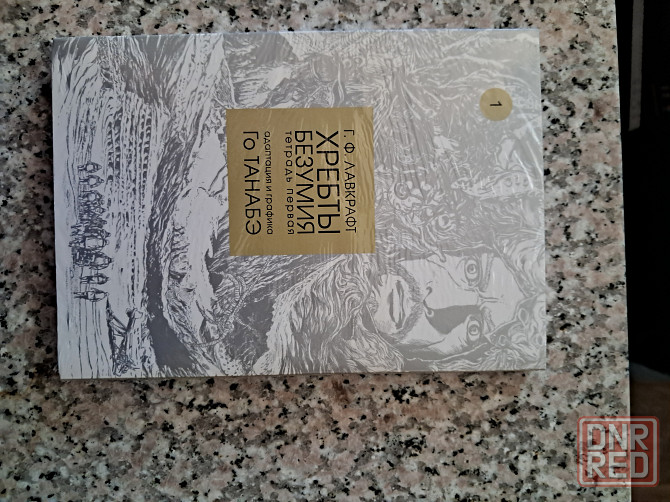 1
Г. Ф. ЛАВКРАФТ
ХРЕБТЫ
БЕЗУМИЯ
тетрадь первая
адаптация и графика
Го ТАНАБЭ
DNR
RED